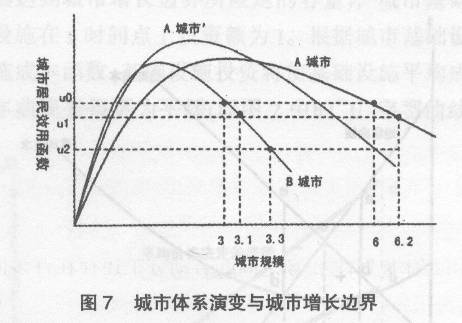 A 城市'
A 城市
城市居民效用函数
u0
u1
u2
B 城市
3 3.1 3.3 6 6.2
城市规模
图 7 城市体系演变与城市增长边界